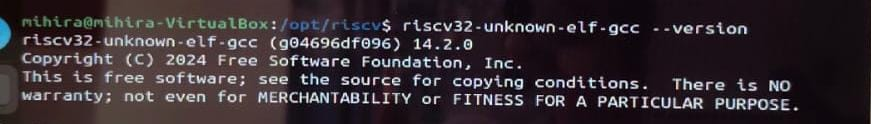 mihira@mihira-VirtualBox:/opt/riscv$ riscv32-unknown-elf-gcc --version
riscv32-unknown-elf-gcc (g04696df096) 14.2.0
Copyright (C) 2024 Free Software Foundation, Inc.
This is free software; see the source for copying conditions.  There is NO
warranty; not even for MERCHANTABILITY or FITNESS FOR A PARTICULAR PURPOSE.